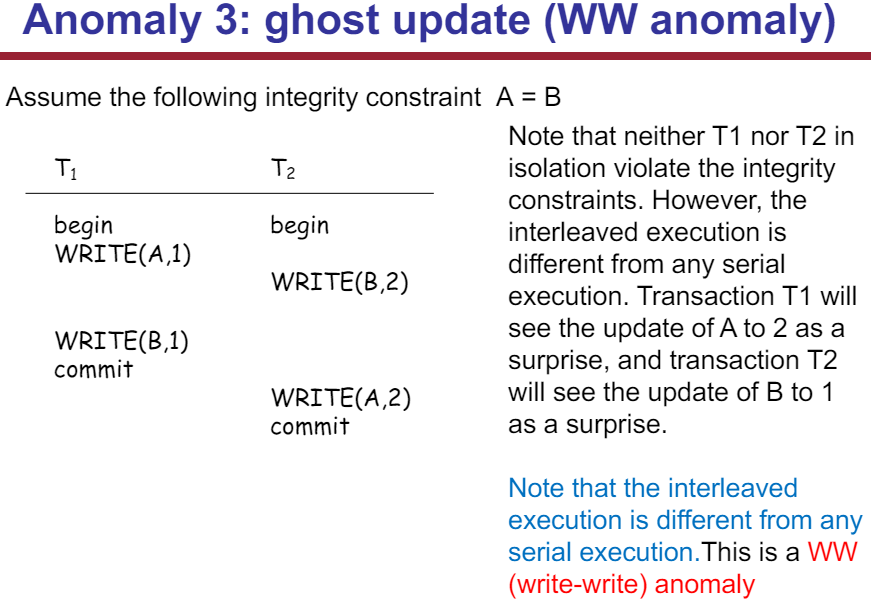 Anomaly 3: ghost update (WW anomaly)
Assume the following integrity constraint A = B
T1 T2
begin begin
WRITE(A,1)
WRITE(B,2)
WRITE(B,1)
commit
WRITE(A,2)
commit
Note that neither T1 nor T2 in
isolation violate the integrity
constraints. However, the
interleaved execution is
different from any serial
execution. Transaction T1 will
see the update of A to 2 as a
surprise, and transaction T2
will see the update of B to 1
as a surprise.
Note that the interleaved
execution is different from any
serial execution.This is a WW
(write-write) anomaly